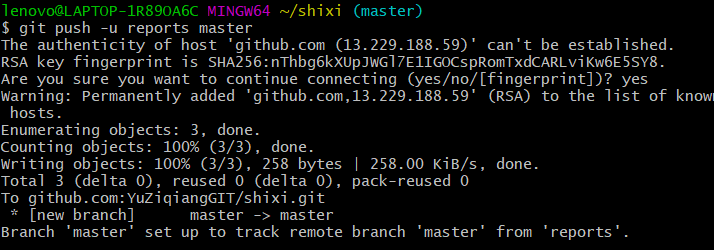 lenovo@LAPTOP-1R89OA6C MINGW64 ~/shixi (master)
$ git push -u reports master
The authenticity of host 'github.com (13.229.188.59)' can't be established.
RSA key fingerprint is SHA256:nThbg6kXUpJWGl7E1IGOCspRomTxdCARLviKw6E5SY8.
Are you sure you want to continue connecting (yes/no/[fingerprint])? yes
Warning: Permanently added 'github.com,13.229.188.59' (RSA) to the list of known
 hosts.
Enumerating objects: 3, done.
Counting objects: 100% (3/3), done.
Writing objects: 100% (3/3), 258 bytes | 258.00 KiB/s, done.
Total 3 (delta 0), reused 0 (delta 0), pack-reused 0
To github.com:YuZiqiangGIT/shixi.git
 * [new branch]      master -> master
Branch 'master' set up to track remote branch 'master' from 'reports'.